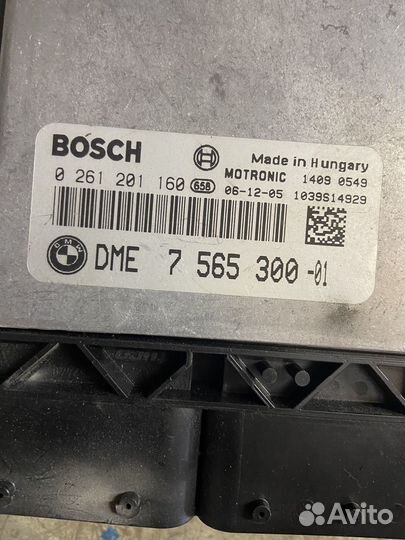 BOSCH
Made in Hungary
MOTRONIC 1409 0549
0 261 201 160 658 06-12-05 1039S14929
BMW DME 7 565 300-01
Avito